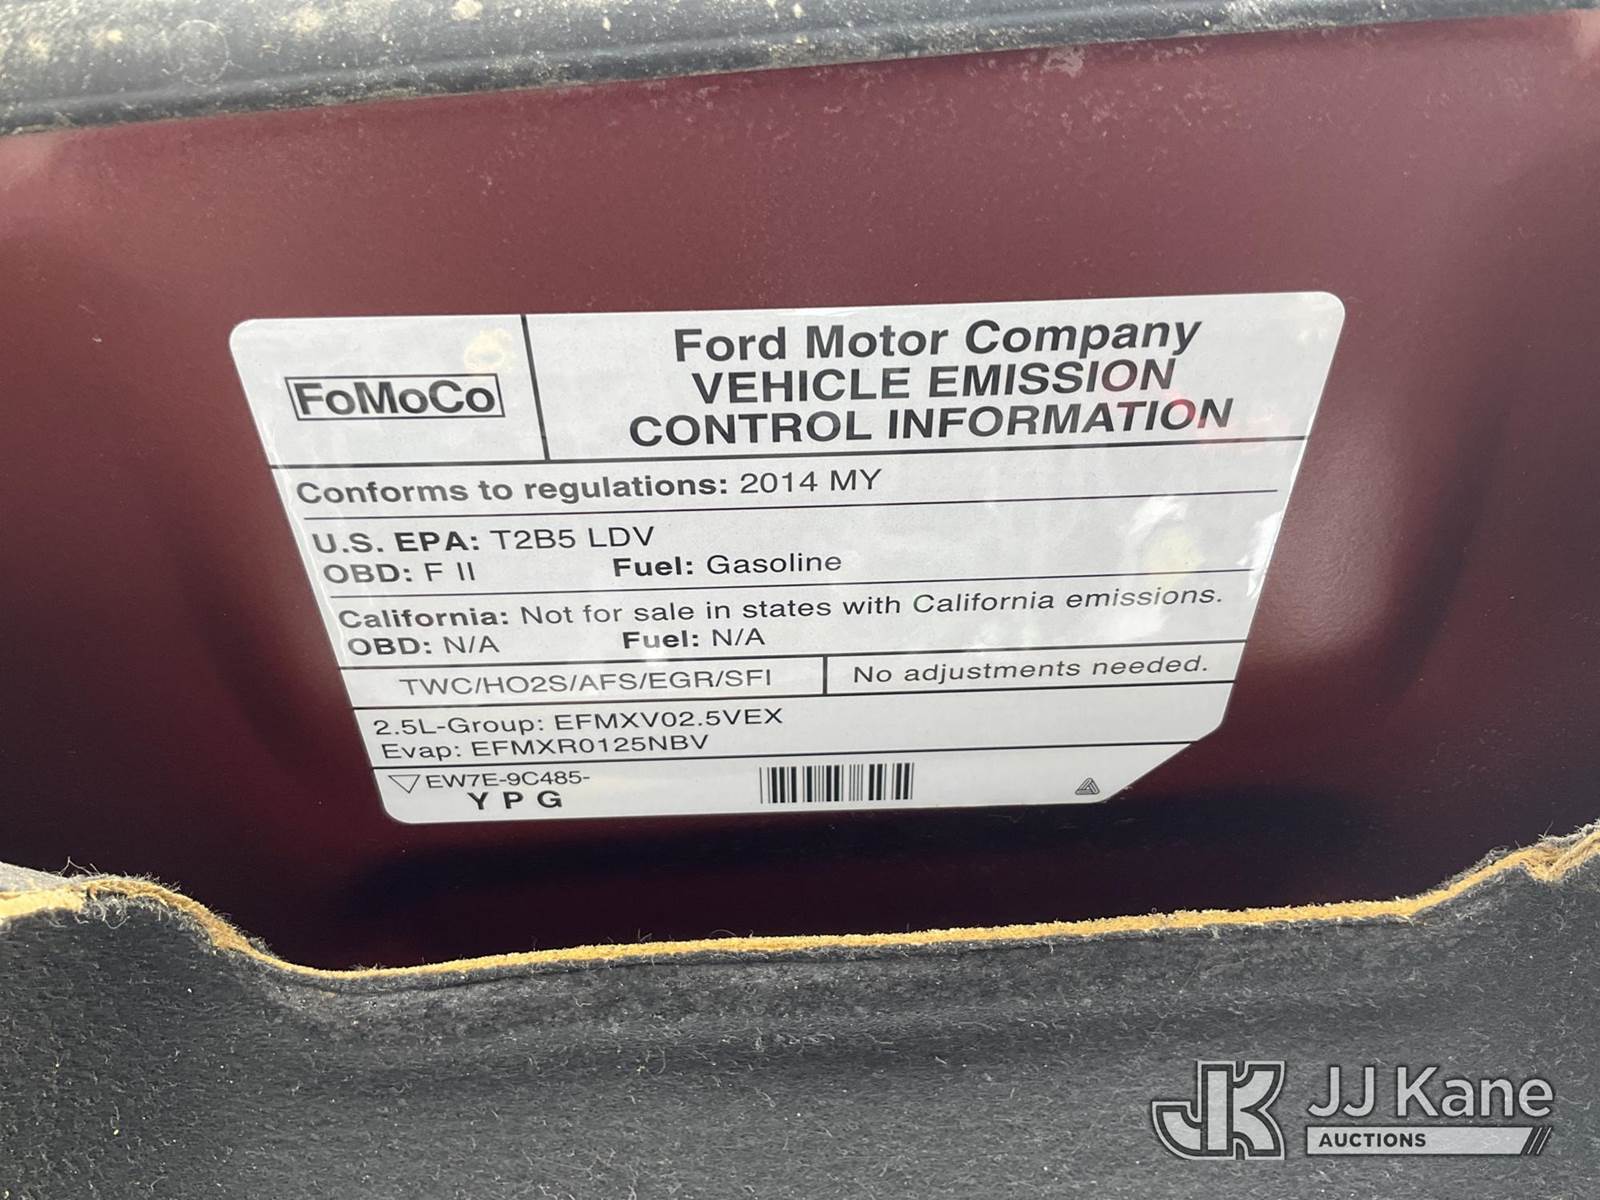 FoMoCo
Ford Motor Company
VEHICLE EMISSION
CONTROL INFORMATION
Conforms to regulations: 2014 MY
U.S. EPA: T2B5 LDV
OBD: F II Fuel: Gasoline
California: Not for sale in states with California emissions.
OBD: N/A Fuel: N/A
TWC/HO2S/AFS/EGR/SFI No adjustments needed.
2.5L-Group: EFMXV02.5VEX
Evap: EFMXR0125NBV
EW7E-9C485-
Y P G
JK JJ Kane
AUCTIONS